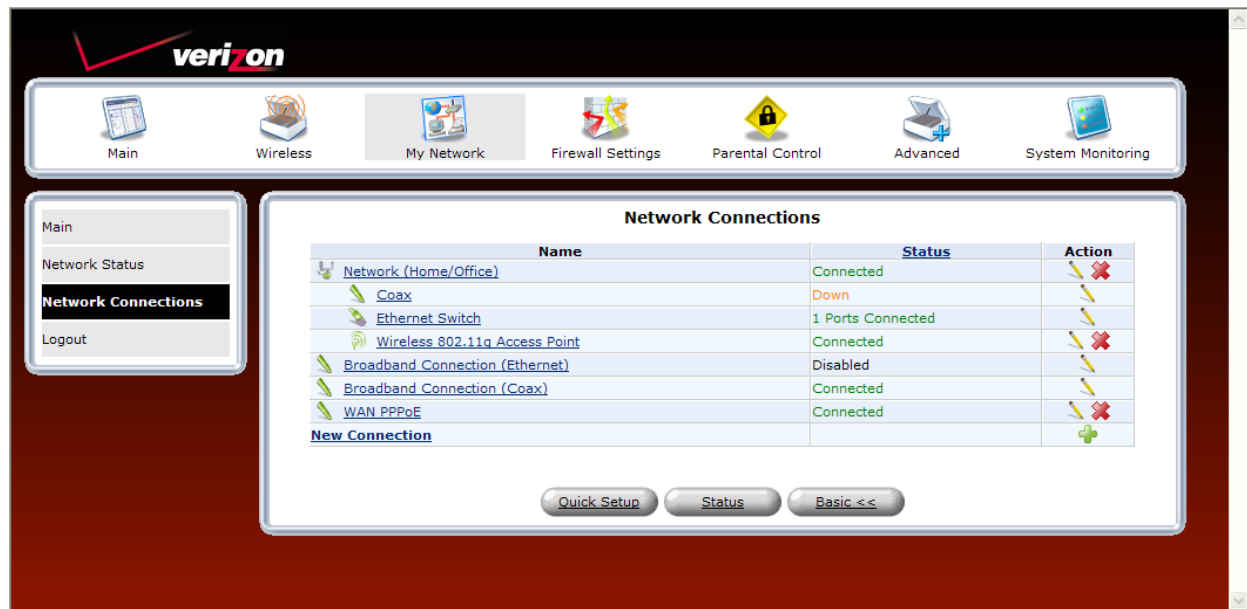 verizon
Main Wireless My Network Firewall Settings Parental Control Advanced System Monitoring
Main
Network Status
Network Connections
Logout
Network Connections
Name Status Action
Network (Home/Office) Connected
Coax Down
Ethernet Switch 1 Ports Connected
Wireless 802.11g Access Point Connected
Broadband Connection (Ethernet) Disabled
Broadband Connection (Coax) Connected
WAN PPPoE Connected
New Connection
Quick Setup Status Basic <<